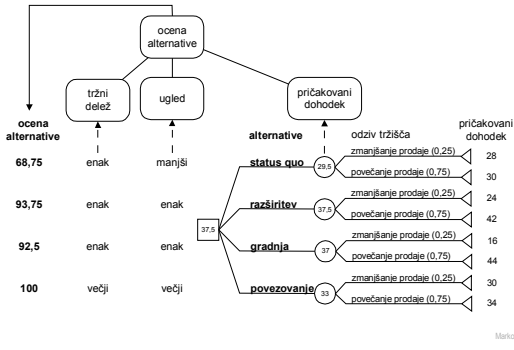 ocena
alternative
tržni
delež
ugled
pričakovani
dohodek
ocena
alternative
alternative
odziv tržišča
pričakovani
dohodek
68,75
enak
manjši
status quo
29,5
zmanjšanje prodaje (0,25)
28
povečanje prodaje (0,75)
30
93,75
enak
enak
razširitev
37,5
zmanjšanje prodaje (0,25)
24
povečanje prodaje (0,75)
42
37,5
92,5
enak
enak
gradnja
37
zmanjšanje prodaje (0,25)
16
povečanje prodaje (0,75)
44
100
večji
večji
povezovanje
33
zmanjšanje prodaje (0,25)
30
povečanje prodaje (0,75)
34
Marko